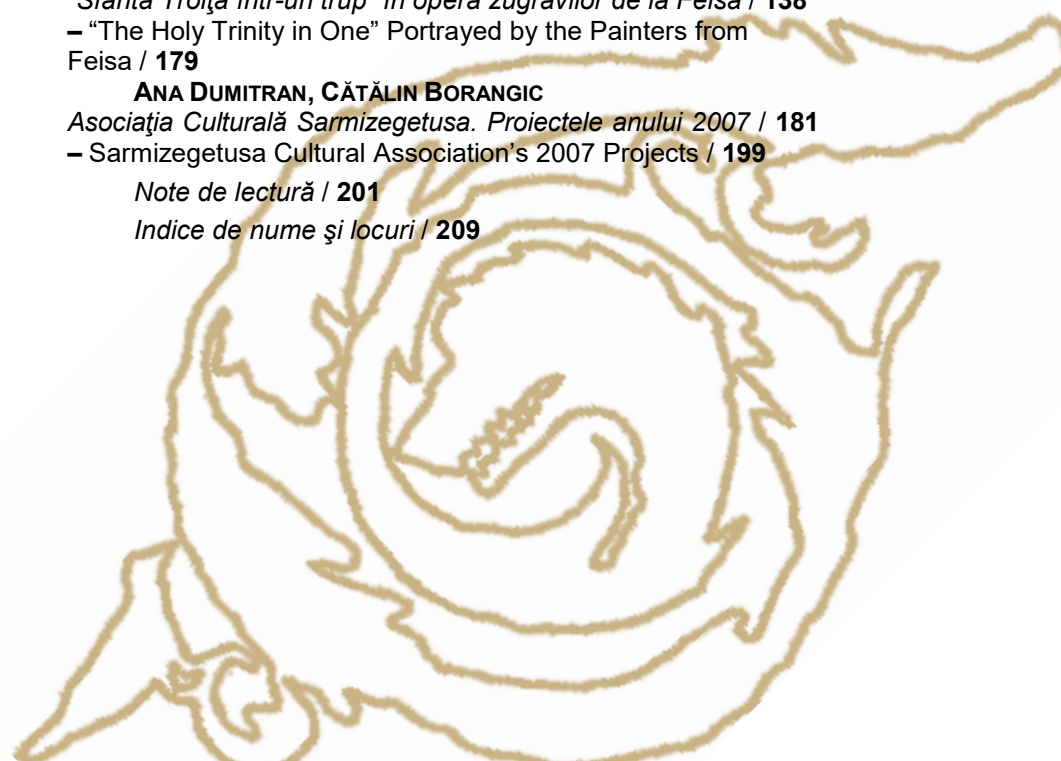 "Sfânta Troiţă într-un trup" în opera zugravilor de la Feisa / 138
– “The Holy Trinity in One” Portrayed by the Painters from
Feisa / 179
ANA DUMITRAN, CĂTĂLIN BORANGIC
Asociaţia Culturală Sarmizegetusa. Proiectele anului 2007 / 181
– Sarmizegetusa Cultural Association’s 2007 Projects / 199
Note de lectură / 201
Indice de nume şi locuri / 209